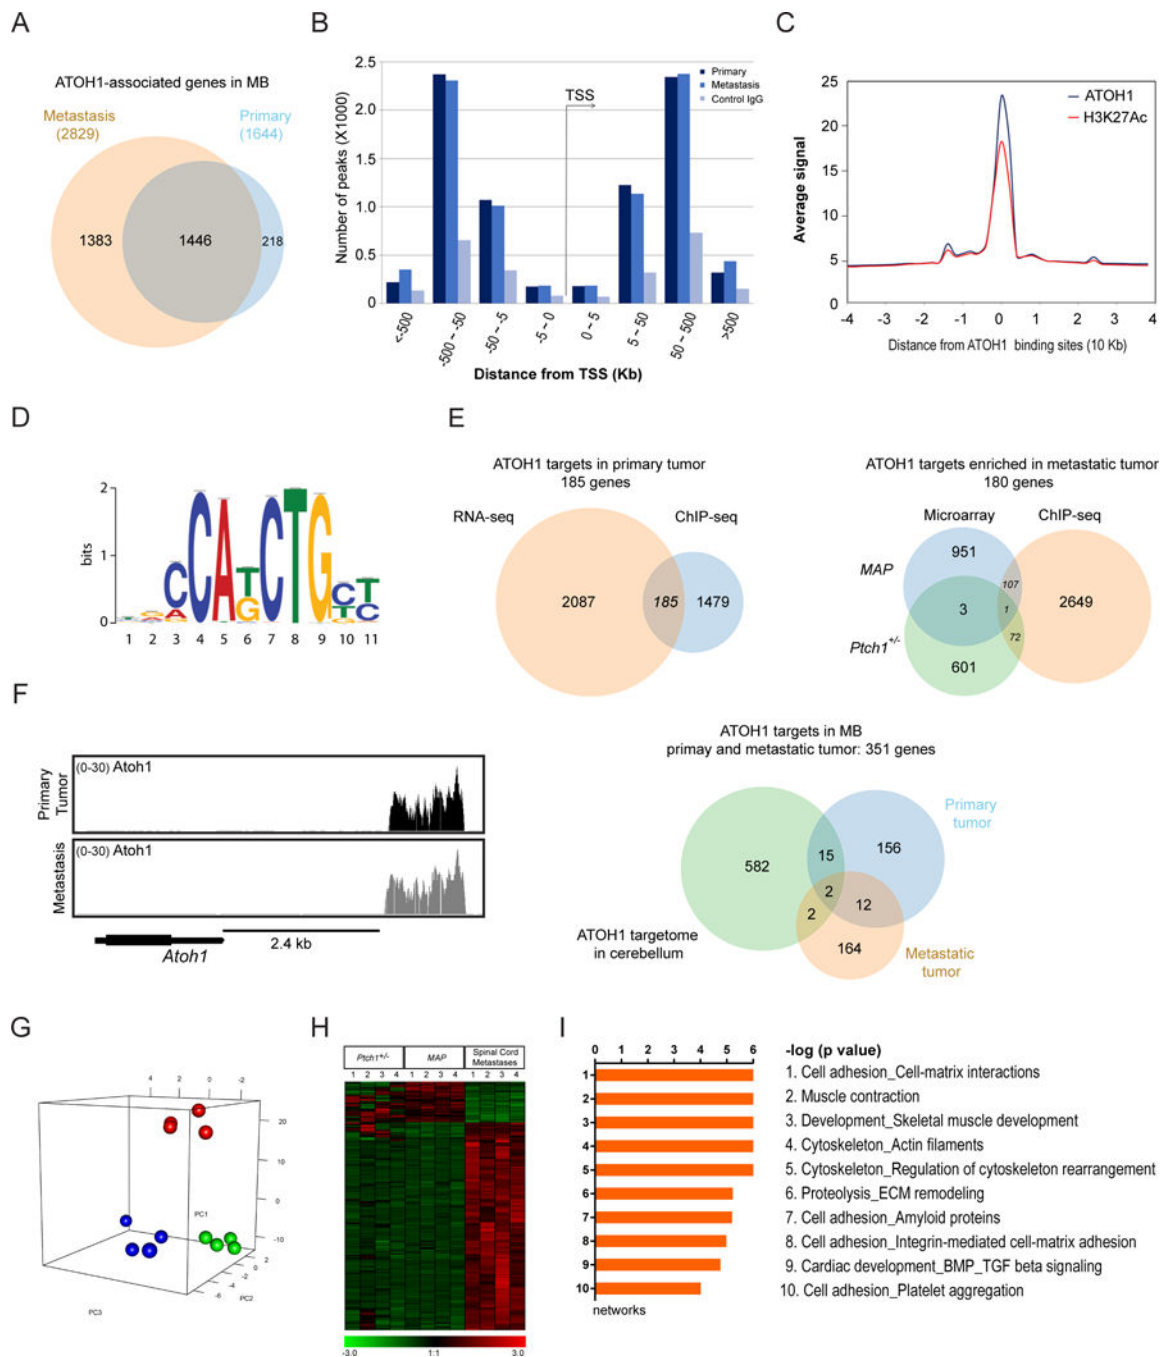 A
ATOH1-associated genes in MB
Metastasis
(2829)
Primary
(1644)
1383
1446
218
B
Number of peaks (X1000)
2.5
2.0
1.5
1.0
0.5
0
TSS
Primary
Metastasis
Control IgG
<-500
-500 ~ -50
-50 ~ -5
-5 ~ 0
0 ~ 5
5 ~ 50
50 ~ 500
>500
Distance from TSS (Kb)
C
Average signal
25
20
15
10
5
0
ATOH1
H3K27Ac
-4 -3 -2 -1 0 1 2 3 4
Distance from ATOH1 binding sites (10 Kb)
D
bits
2
1
0
1 2 3 4 5 6 7 8 9 10 11
E
ATOH1 targets in primary tumor
185 genes
RNA-seq
ChIP-seq
2087
185
1479
ATOH1 targets enriched in metastatic tumor
180 genes
Microarray
ChIP-seq
MAP
Ptch1+/-
951
107
3
1
2649
72
601
ATOH1 targets in MB
primay and metastatic tumor: 351 genes
582
15
156
2
2
12
164
Primary
tumor
ATOH1 targetome
in cerebellum
Metastatic
tumor
F
Primary
Tumor
(0-30) Atoh1
Metastasis
(0-30) Atoh1
2.4 kb
Atoh1
G
4 2 0 -2
20
10
0
-10
PC1
2
0
-2
-4
-6
PC2
PC3
H
Ptch1+/-
MAP
Spinal Cord
Metastases
1 2 3 4 1 2 3 4 1 2 3 4
-3.0 1:1 3.0
I
0 1 2 3 4 5 6
-log (p value)
1
2
3
4
5
6
7
8
9
10
networks
1. Cell adhesion_Cell-matrix interactions
2. Muscle contraction
3. Development_Skeletal muscle development
4. Cytoskeleton_Actin filaments
5. Cytoskeleton_Regulation of cytoskeleton rearrangement
6. Proteolysis_ECM remodeling
7. Cell adhesion_Amyloid proteins
8. Cell adhesion_Integrin-mediated cell-matrix adhesion
9. Cardiac development_BMP_TGF beta signaling
10. Cell adhesion_Platelet aggregation